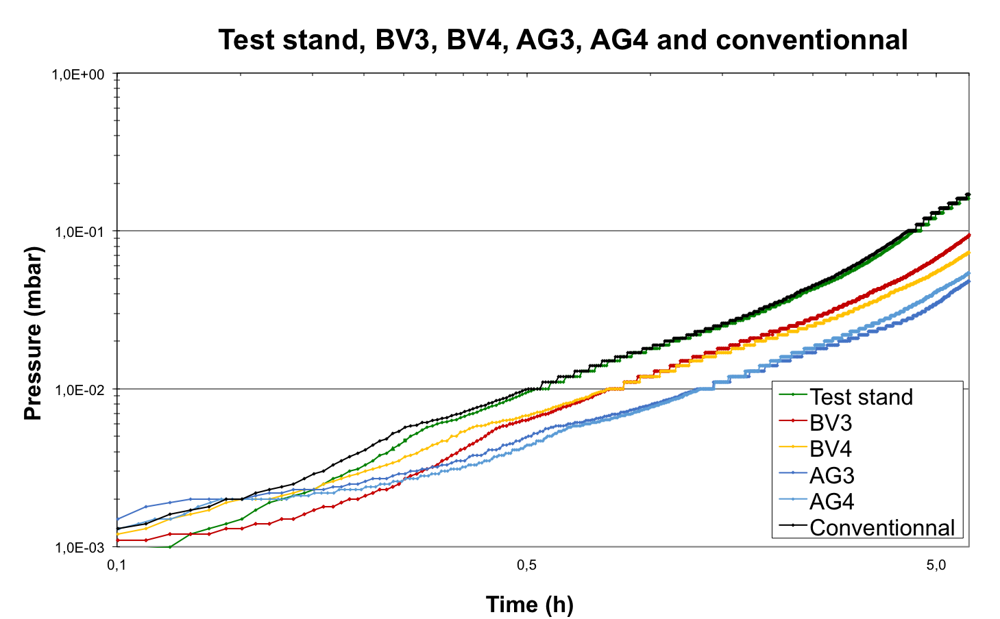 Test stand, BV3, BV4, AG3, AG4 and conventionnal
1,0E+00
1,0E-01
1,0E-02
1,0E-03
Pressure (mbar)
0,1
0,5
5,0
Time (h)
Test stand
BV3
BV4
AG3
AG4
Conventionnal